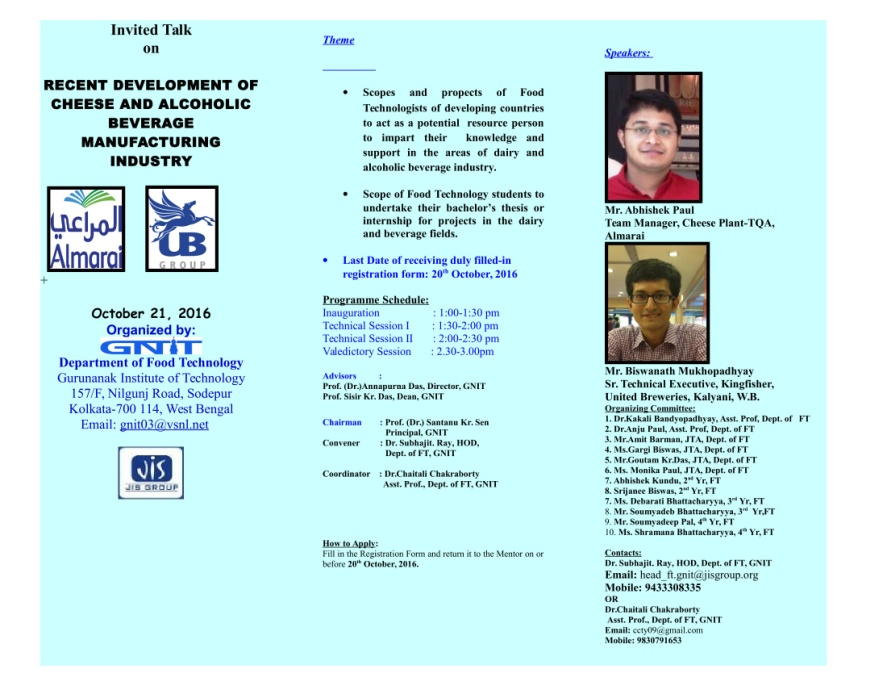 Invited Talk
on
RECENT DEVELOPMENT OF
CHEESE AND ALCOHOLIC
BEVERAGE
MANUFACTURING
INDUSTRY
المراعي
Almarai
UB
GROUP
+
October 21, 2016
Organized by:
GNIT
Department of Food Technology
Gurunanak Institute of Technology
157/F, Nilgunj Road, Sodepur
Kolkata-700 114, West Bengal
Email: gnit03@vsnl.net
JIS
JIS GROUP
Theme
• Scopes and propects of Food
Technologists of developing countries
to act as a potential resource person
to impart their knowledge and
support in the areas of dairy and
alcoholic beverage industry.
• Scope of Food Technology students to
undertake their bachelor's thesis or
internship for projects in the dairy
and beverage fields.
• Last Date of receiving duly filled-in
registration form: 20th October, 2016
Programme Schedule:
Inauguration : 1:00-1:30 pm
Technical Session I : 1:30-2:00 pm
Technical Session II : 2:00-2:30 pm
Valedictory Session : 2.30-3.00pm
Advisors :
Prof. (Dr.)Annapurna Das, Director, GNIT
Prof. Sisir Kr. Das, Dean, GNIT
Chairman : Prof. (Dr.) Santanu Kr. Sen
Principal, GNIT
Convener : Dr. Subhajit. Ray, HOD,
Dept. of FT, GNIT
Coordinator : Dr.Chaitali Chakraborty
Asst. Prof., Dept. of FT, GNIT
How to Apply:
Fill in the Registration Form and return it to the Mentor on or
before 20th October, 2016.
Speakers:
Mr. Abhishek Paul
Team Manager, Cheese Plant-TQA,
Almarai
Mr. Biswanath Mukhopadhyay
Sr. Technical Executive, Kingfisher,
United Breweries, Kalyani, W.B.
Organizing Committee:
1. Dr.Kakali Bandyopadhyay, Asst. Prof, Dept. of FT
2. Dr.Anju Paul, Asst. Prof, Dept. of FT
3. Mr.Amit Barman, JTA, Dept. of FT
4. Ms.Gargi Biswas, JTA, Dept. of FT
5. Mr.Goutam Kr.Das, JTA, Dept. of FT
6. Ms. Monika Paul, JTA, Dept. of FT
7. Abhishek Kundu, 2nd Yr, FT
8. Srijanee Biswas, 2nd Yr, FT
7. Ms. Debarati Bhattacharyya, 3rd Yr, FT
8. Mr. Soumyadeb Bhattacharyya, 3rd Yr,FT
9. Mr. Soumyadeep Pal, 4th Yr, FT
10. Ms. Shramana Bhattacharyya, 4th Yr, FT
Contacts:
Dr. Subhajit. Ray, HOD, Dept. of FT, GNIT
Email: head_ft.gnit@jisgroup.org
Mobile: 9433308335
OR
Dr.Chaitali Chakraborty
Asst. Prof., Dept. of FT, GNIT
Email: ccty09@gmail.com
Mobile: 9830791653